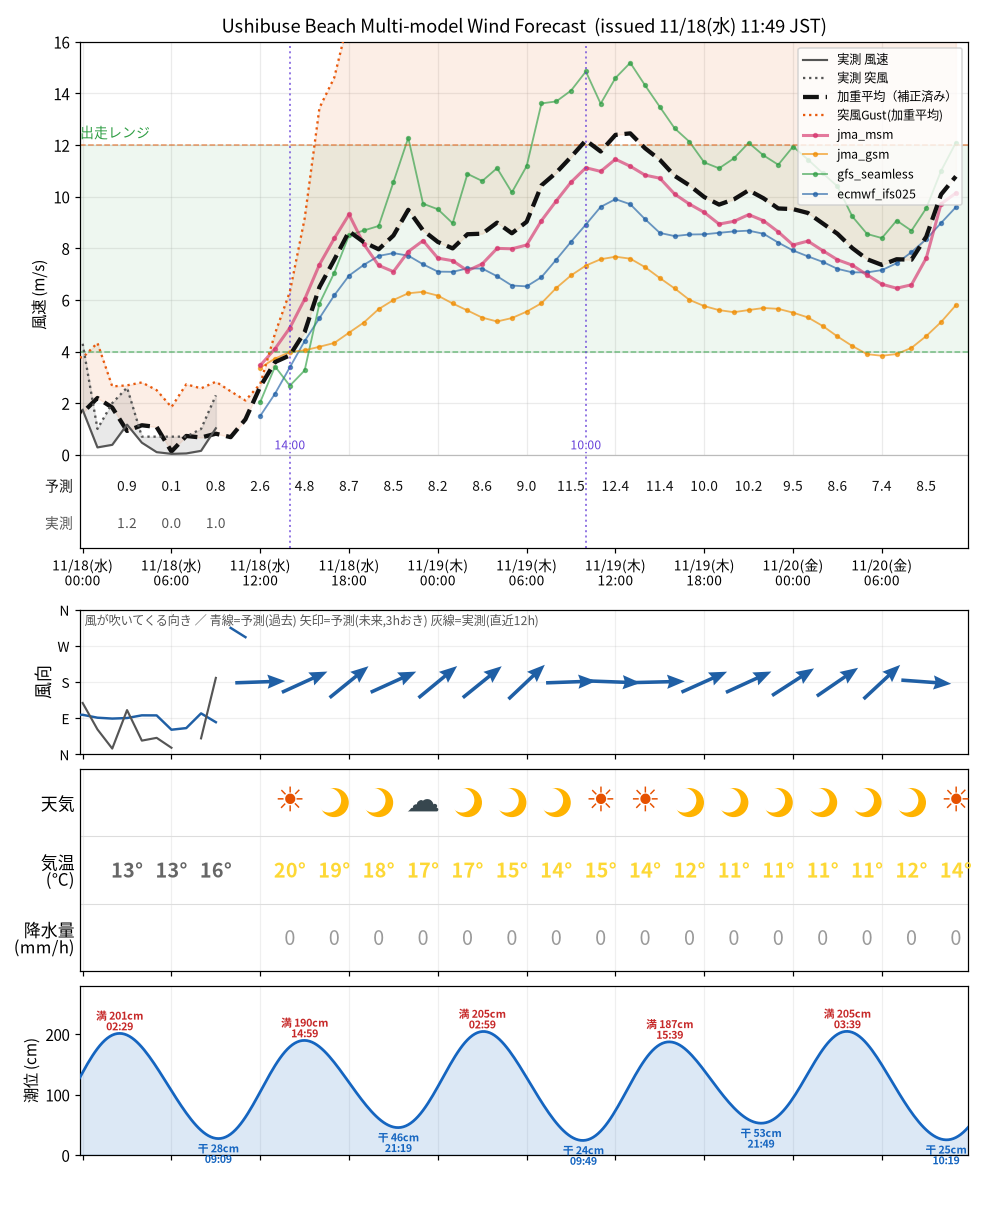 Ushibuse Beach Multi-model Wind Forecast (issued 11/18(水) 11:49 JST)
風速 (m/s)
16
14
12
10
8
6
4
2
0
出走レンジ
実測 風速
実測 突風
加重平均（補正済み）
突風Gust(加重平均)
jma_msm
jma_gsm
gfs_seamless
ecmwf_ifs025
14:00
10:00
予測
0.9 0.1 0.8 2.6 4.8 8.7 8.5 8.2 8.6 9.0 11.5 12.4 11.4 10.0 10.2 9.5 8.6 7.4 8.5
実測
1.2 0.0 1.0
11/18(水) 11/18(水) 11/18(水) 11/18(水) 11/19(木) 11/19(木) 11/19(木) 11/19(木) 11/20(金) 11/20(金)
00:00 06:00 12:00 18:00 00:00 06:00 12:00 18:00 00:00 06:00
風向
N
W
S
E
N
風が吹いてくる向き ／ 青線=予測(過去) 矢印=予測(未来,3hおき) 灰線=実測(直近12h)
天気
気温
(°C)
13° 13° 16° 20° 19° 18° 17° 17° 15° 14° 15° 14° 12° 11° 11° 11° 11° 12° 14°
降水量
(mm/h)
0 0 0 0 0 0 0 0 0 0 0 0 0 0 0 0
潮位 (cm)
200
100
0
満 201cm
02:29
満 190cm
14:59
満 205cm
02:59
満 187cm
15:39
満 205cm
03:39
干 28cm
09:09
干 46cm
21:19
干 24cm
09:49
干 53cm
21:49
干 25cm
10:19